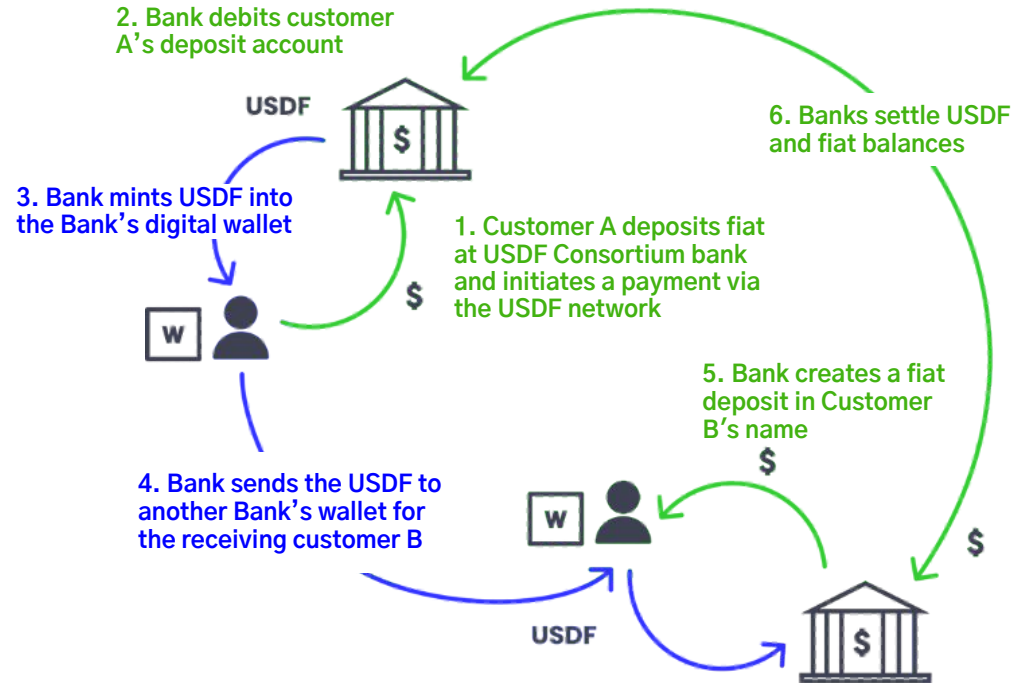 2. Bank debits customer
A’s deposit account
USDF
$
6. Banks settle USDF
and fiat balances
3. Bank mints USDF into
the Bank’s digital wallet
1. Customer A deposits fiat
at USDF Consortium bank
and initiates a payment via
the USDF network
$
W
5. Bank creates a fiat
deposit in Customer
B's name
$
4. Bank sends the USDF to
another Bank’s wallet for
the receiving customer B
W
$
USDF
$